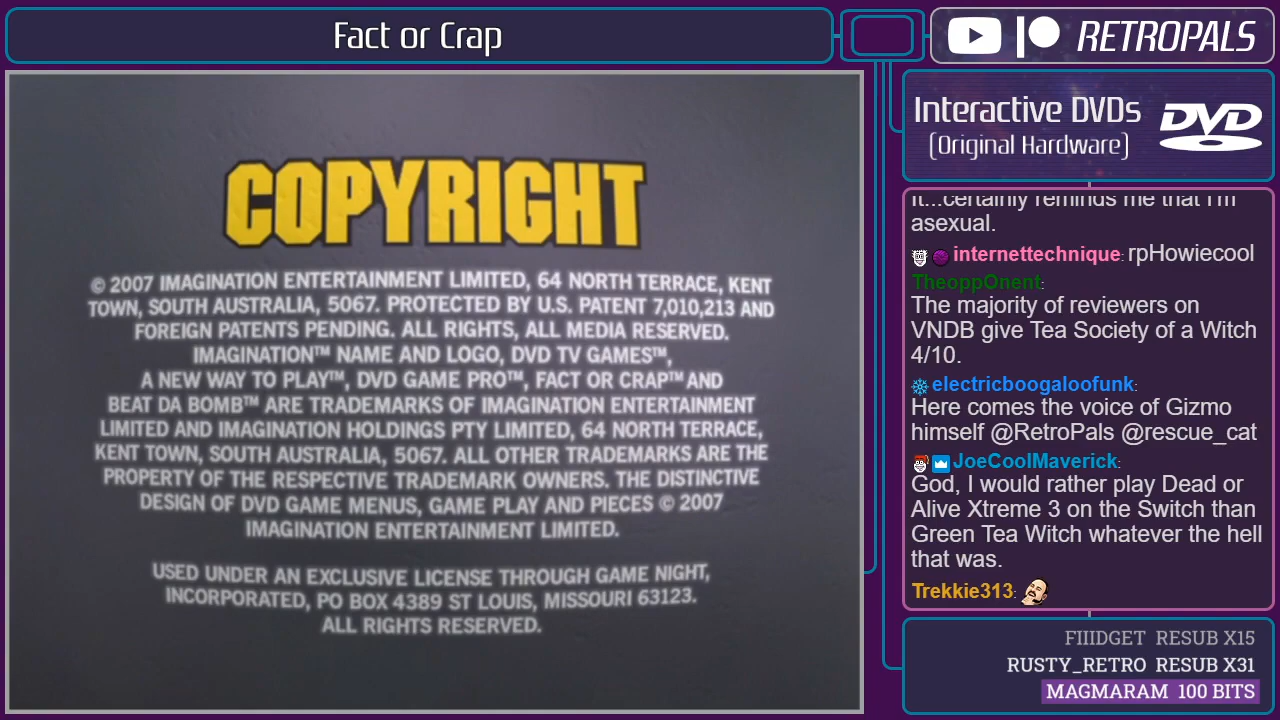 Fact or Crap
RETROPALS
Interactive DVDs
(Original Hardware)
DVD
COPYRIGHT
© 2007 IMAGINATION ENTERTAINMENT LIMITED, 64 NORTH TERRACE, KENT
TOWN, SOUTH AUSTRALIA, 5067. PROTECTED BY U.S. PATENT 7,010,213 AND
FOREIGN PATENTS PENDING. ALL RIGHTS, ALL MEDIA RESERVED.
IMAGINATION™ NAME AND LOGO, DVD TV GAMES™,
A NEW WAY TO PLAY™, DVD GAME PRO™, FACT OR CRAP™ AND
BEAT DA BOMB™ ARE TRADEMARKS OF IMAGINATION ENTERTAINMENT
LIMITED AND IMAGINATION HOLDINGS PTY LIMITED, 64 NORTH TERRACE,
KENT TOWN, SOUTH AUSTRALIA, 5067. ALL OTHER TRADEMARKS ARE THE
PROPERTY OF THE RESPECTIVE TRADEMARK OWNERS. THE DISTINCTIVE
DESIGN OF DVD GAME MENUS, GAME PLAY AND PIECES © 2007
IMAGINATION ENTERTAINMENT LIMITED.
USED UNDER AN EXCLUSIVE LICENSE THROUGH GAME NIGHT,
INCORPORATED, PO BOX 4389 ST LOUIS, MISSOURI 63123.
ALL RIGHTS RESERVED.
It...certainly reminds me that I'm
asexual.
internettechnique: rpHowiecool
TheoppOnent:
The majority of reviewers on
VNDB give Tea Society of a Witch
4/10.
electricboogaloofunk:
Here comes the voice of Gizmo
himself @RetroPals @rescue_cat
JoeCoolMaverick:
God, I would rather play Dead or
Alive Xtreme 3 on the Switch than
Green Tea Witch whatever the hell
that was.
Trekkie313:
FIIIDGET RESUB X15
RUSTY_RETRO RESUB X31
MAGMARAM 100 BITS